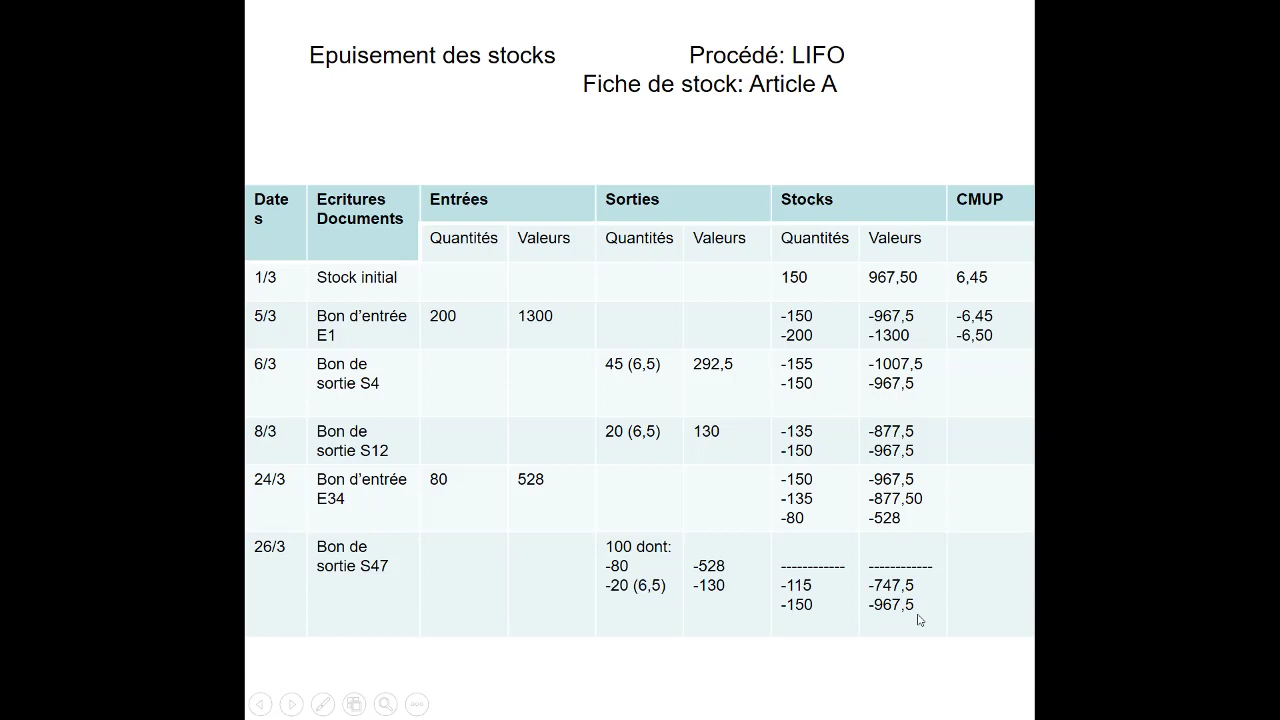 Epuisement des stocks Procédé: LIFO
Fiche de stock: Article A
Date
s
Ecritures
Documents
Entrées Sorties Stocks CMUP
Quantités Valeurs Quantités Valeurs Quantités Valeurs
1/3 Stock initial 150 967,50 6,45
5/3 Bon d’entrée 200 1300 -150 -967,5 -6,45
E1 -200 -1300 -6,50
6/3 Bon de 45 (6,5) 292,5 -155 -1007,5
sortie S4 -150 -967,5
8/3 Bon de 20 (6,5) 130 -135 -877,5
sortie S12 -150 -967,5
24/3 Bon d’entrée 80 528 -150 -967,5
E34 -135 -877,50
-80 -528
26/3 Bon de 100 dont:
sortie S47 -80 -528 ------------ ------------
-20 (6,5) -130 -115 -747,5
-150 -967,5